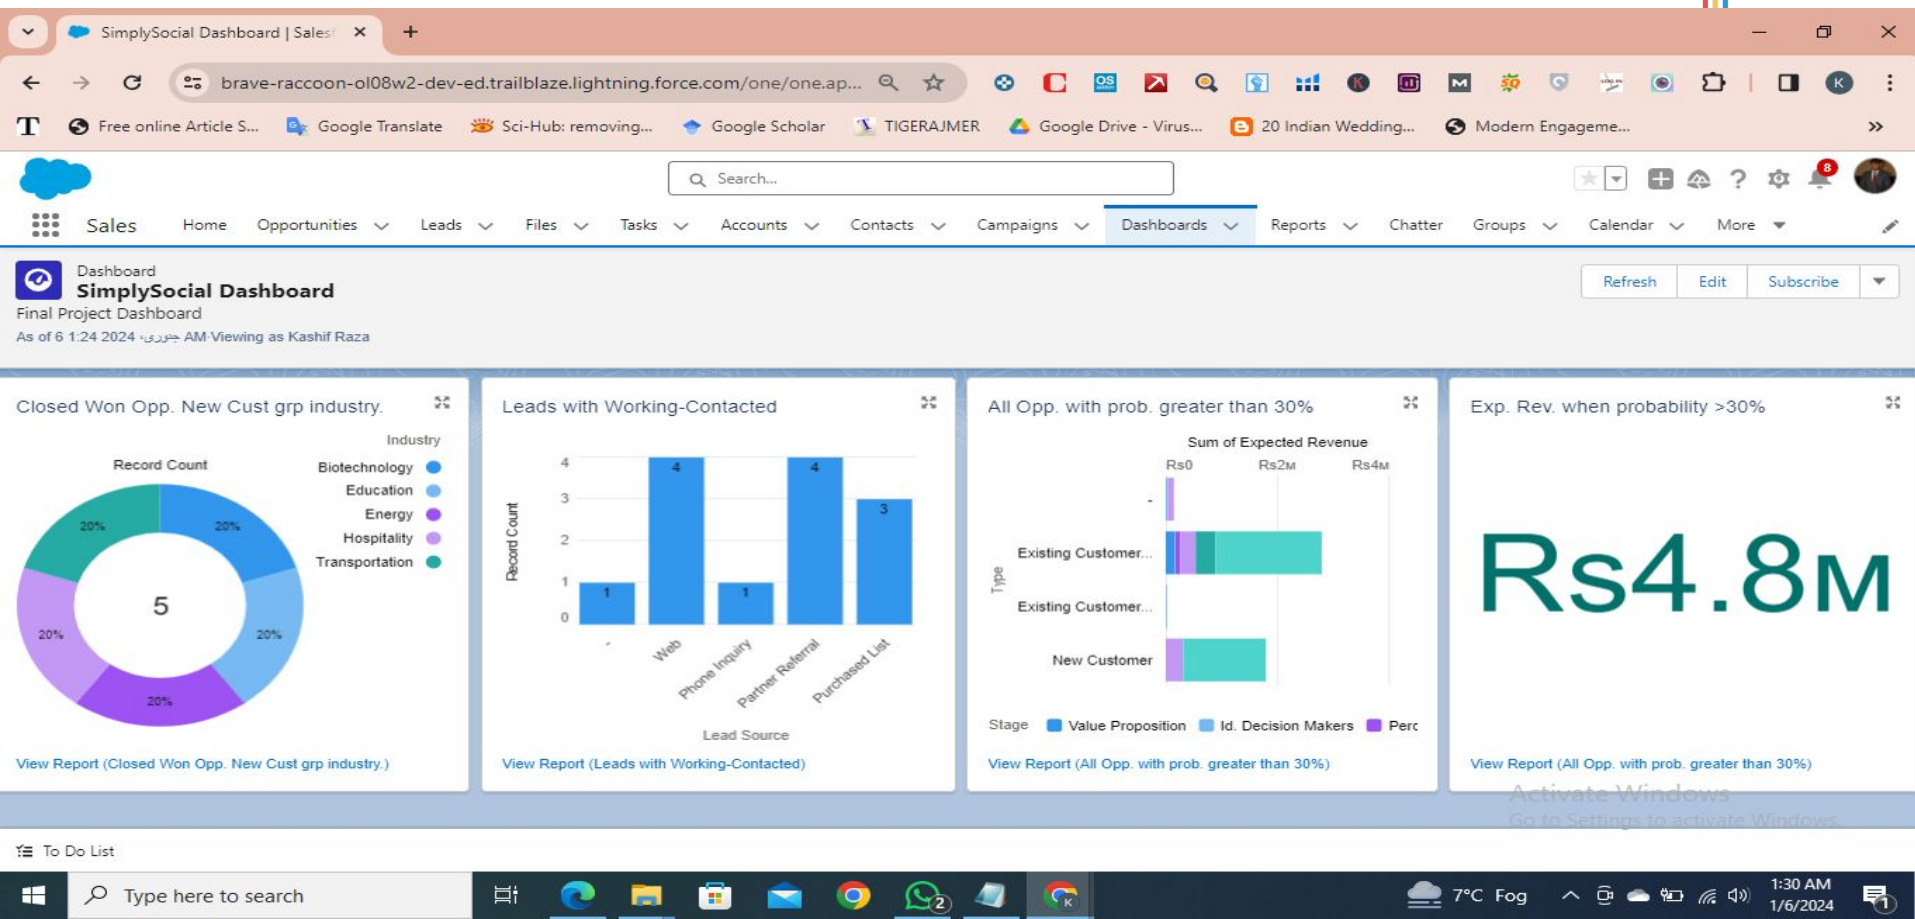 SimplySocial Dashboard | Sales
brave-raccoon-ol08w2-dev-ed.trailblaze.lightning.force.com/one/one.ap...
K
T Free online Article S... Google Translate Sci-Hub: removing... Google Scholar TIGERAJMER Google Drive - Virus... 20 Indian Wedding... Modern Engageme... »
Search...
8
Sales Home Opportunities Leads Files Tasks Accounts Contacts Campaigns Dashboards Reports Chatter Groups Calendar More
Dashboard
SimplySocial Dashboard
Final Project Dashboard
As of 6 جنوری، 2024 1:24 AM·Viewing as Kashif Raza
Refresh Edit Subscribe
Closed Won Opp. New Cust grp industry.
Industry
Record Count
Biotechnology
Education
Energy
Hospitality
Transportation
20% 20%
5
20% 20%
20%
View Report (Closed Won Opp. New Cust grp industry.)
Leads with Working-Contacted
Record Count
4
3
2
1
0
1 4 1 4 3
- Web Phone Inquiry Partner Referral Purchased List
Lead Source
View Report (Leads with Working-Contacted)
All Opp. with prob. greater than 30%
Sum of Expected Revenue
Rs0 Rs2M Rs4M
Type
-
Existing Customer...
Existing Customer...
New Customer
Stage Value Proposition Id. Decision Makers Perc
View Report (All Opp. with prob. greater than 30%)
Exp. Rev. when probability >30%
Rs4.8M
View Report (All Opp. with prob. greater than 30%)
Activate Windows
Go to Settings to activate Windows.
To Do List
Type here to search
2
7°C Fog
1:30 AM
1/6/2024
1